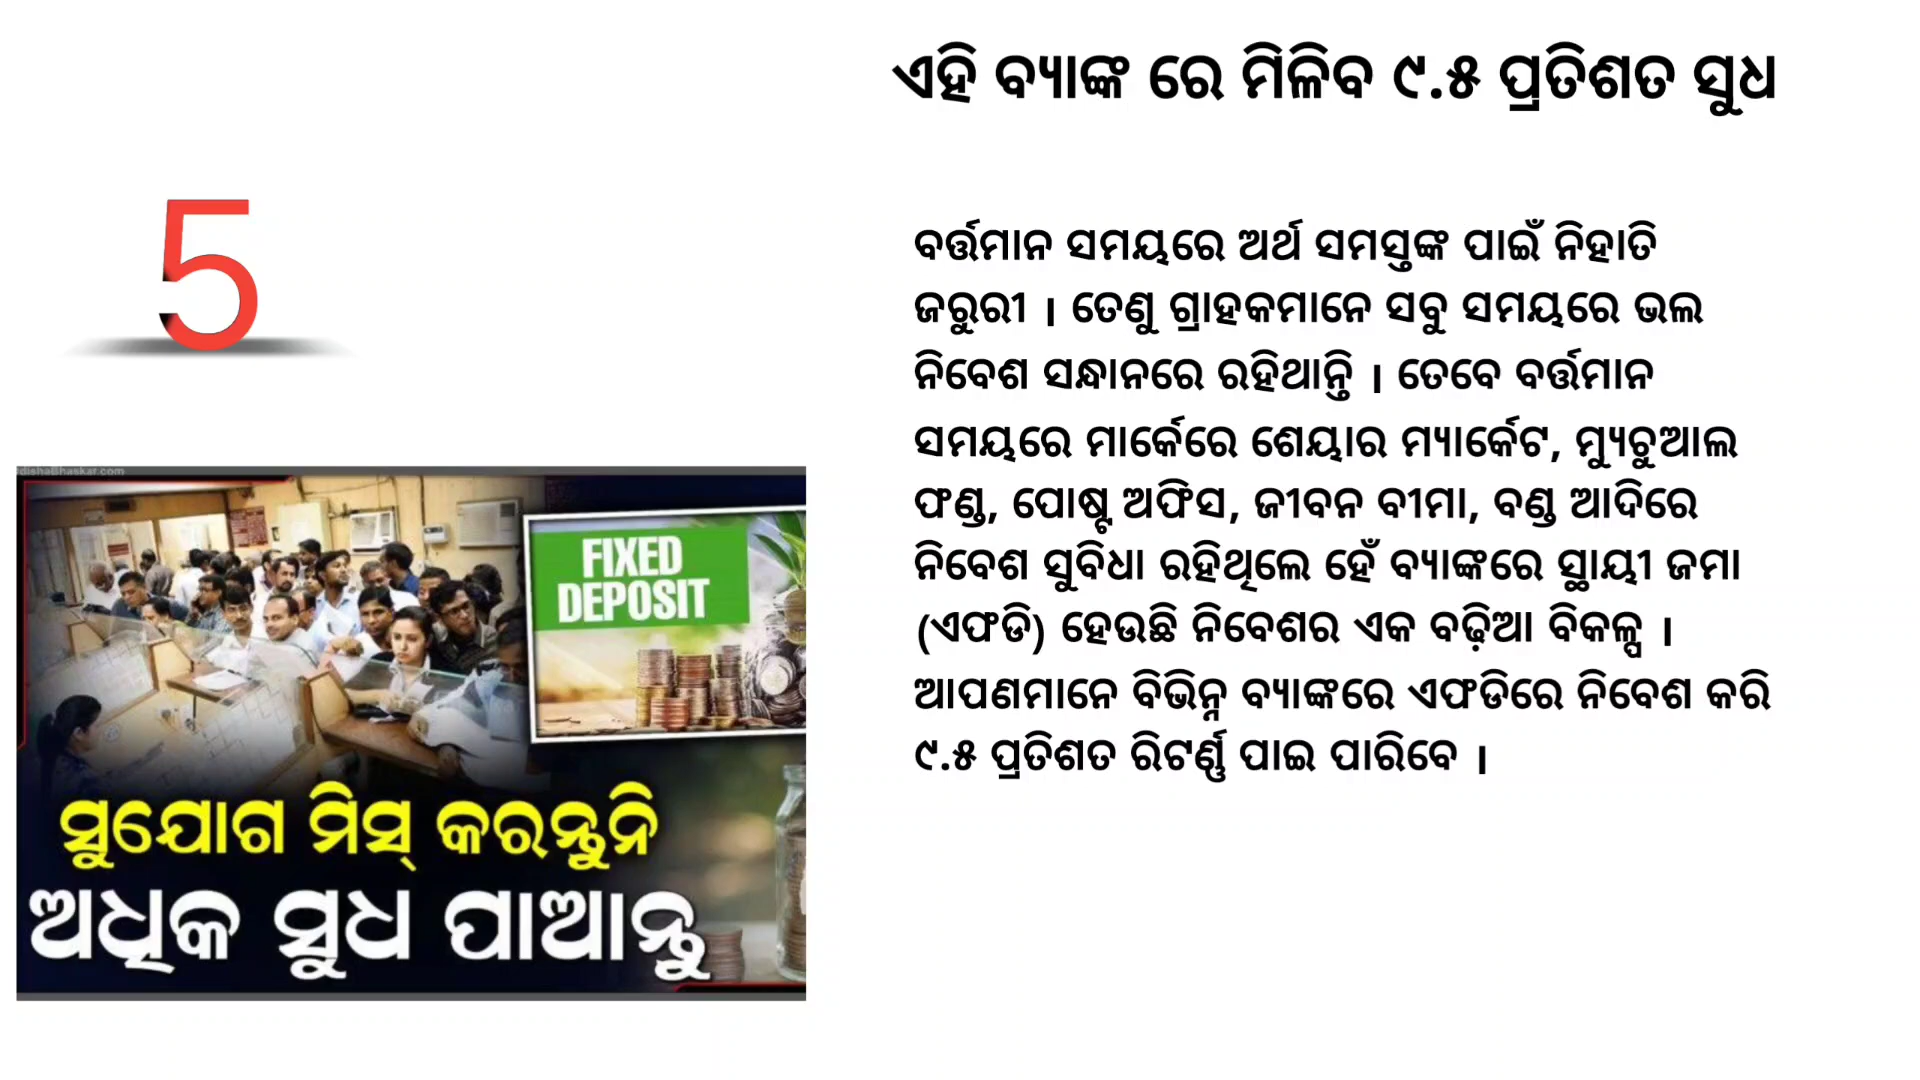 ଏହି ବ୍ୟାଙ୍କ ରେ ମିଳିବ ୯.୫ ପ୍ରତିଶତ ସୁଧ
5
ବର୍ତ୍ତମାନ ସମୟରେ ଅର୍ଥ ସମସ୍ତଙ୍କ ପାଇଁ ନିହାତି
ଜରୁରୀ । ତେଣୁ ଗ୍ରାହକମାନେ ସବୁ ସମୟରେ ଭଲ
ନିବେଶ ସନ୍ଧାନରେ ରହିଥାନ୍ତି । ତେବେ ବର୍ତ୍ତମାନ
ସମୟରେ ମାର୍କେରେ ଶେୟାର ମ୍ୟାର୍କେଟ, ମ୍ୟୁଚୁଆଲ
ଫଣ୍ଡ, ପୋଷ୍ଟ ଅଫିସ, ଜୀବନ ବୀମା, ବଣ୍ଡ ଆଦିରେ
ନିବେଶ ସୁବିଧା ରହିଥିଲେ ହେଁ ବ୍ୟାଙ୍କରେ ସ୍ଥାୟୀ ଜମା
(ଏଫଡି) ହେଉଛି ନିବେଶର ଏକ ବଢ଼ିଆ ବିକଳ୍ପ ।
ଆପଣମାନେ ବିଭିନ୍ନ ବ୍ୟାଙ୍କରେ ଏଫଡିରେ ନିବେଶ କରି
୯.୫ ପ୍ରତିଶତ ରିଟର୍ଣ୍ଣ ପାଇ ପାରିବେ ।
dishaBhaskar.com
FIXED
DEPOSIT
ସୁଯୋଗ ମିସ୍ କରନ୍ତୁନି
ଅଧିକ ସୁଧ ପାଆନ୍ତୁ